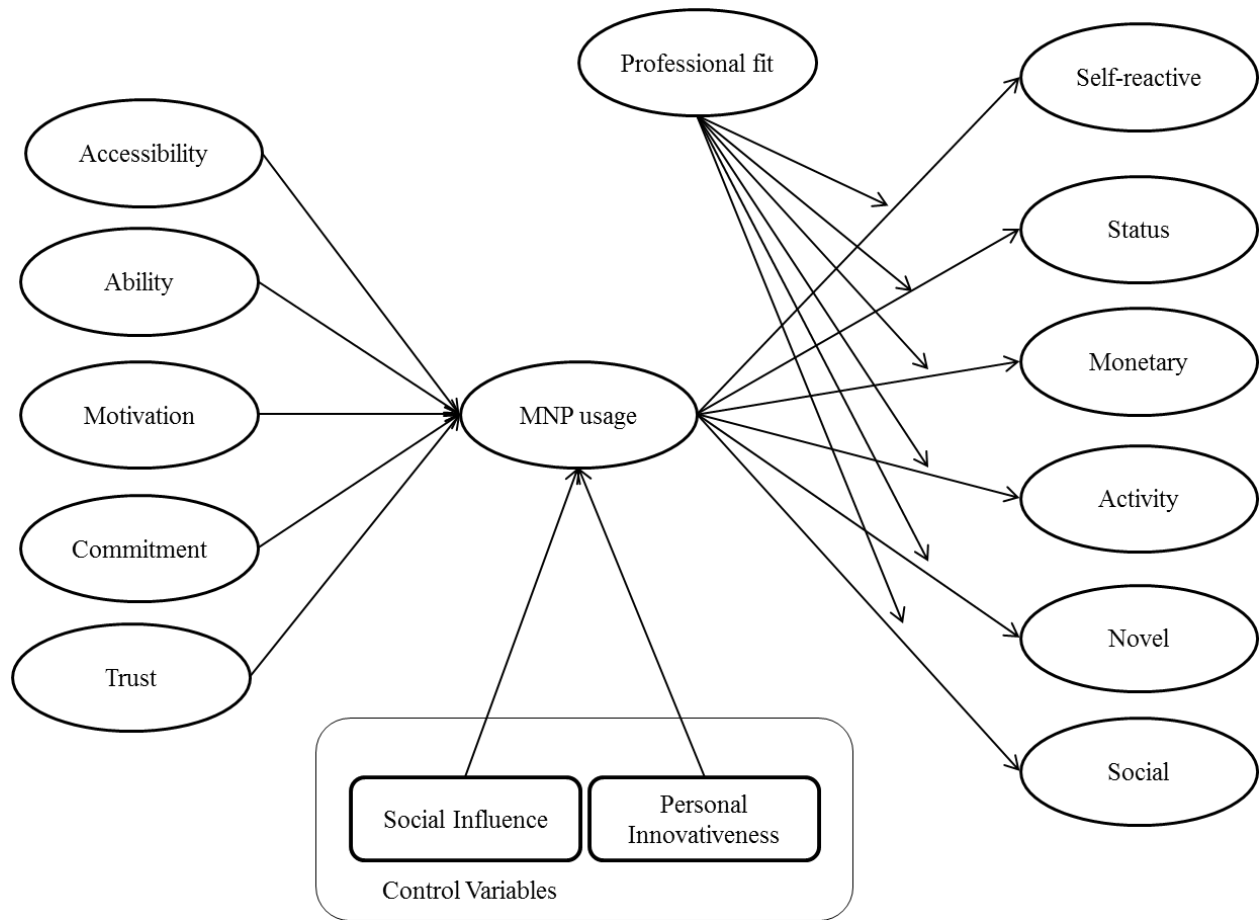 Professional fit
Self-reactive
Accessibility
Status
Ability
Monetary
Motivation
MNP usage
Activity
Commitment
Novel
Trust
Social
Social Influence
Personal
Innovativeness
Control Variables